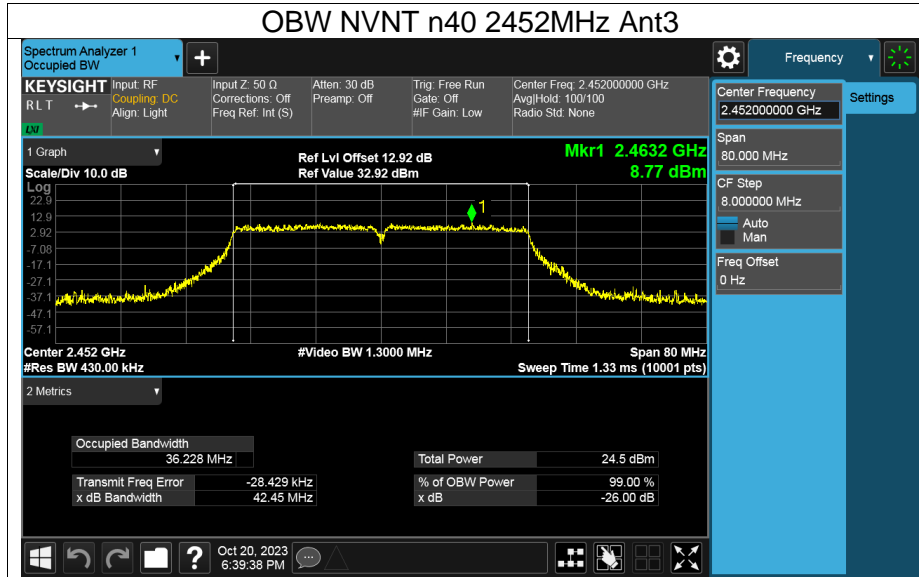 OBW NVNT n40 2452MHz Ant3
Spectrum Analyzer 1
Occupied BW
+
Frequency
KEYSIGHT
RLT
LXI
Input: RF
Coupling: DC
Align: Light
Input Z: 50 Ω
Corrections: Off
Freq Ref: Int (S)
Atten: 30 dB
Preamp: Off
Trig: Free Run
Gate: Off
#IF Gain: Low
Center Freq: 2.452000000 GHz
Avg|Hold: 100/100
Radio Std: None
Center Frequency
2.452000000 GHz
Settings
Span
80.000 MHz
CF Step
8.000000 MHz
Auto
Man
Freq Offset
0 Hz
1 Graph
Scale/Div 10.0 dB
Ref Lvl Offset 12.92 dB
Ref Value 32.92 dBm
Mkr1 2.4632 GHz
8.77 dBm
Log
22.9
12.9
2.92
-7.08
-17.1
-27.1
-37.1
-47.1
-57.1
1
Center 2.452 GHz
#Res BW 430.00 kHz
#Video BW 1.3000 MHz
Span 80 MHz
Sweep Time 1.33 ms (10001 pts)
2 Metrics
Occupied Bandwidth
36.228 MHz
Total Power 24.5 dBm
Transmit Freq Error -28.429 kHz
% of OBW Power 99.00 %
x dB Bandwidth 42.45 MHz
x dB -26.00 dB
?
Oct 20, 2023
6:39:38 PM